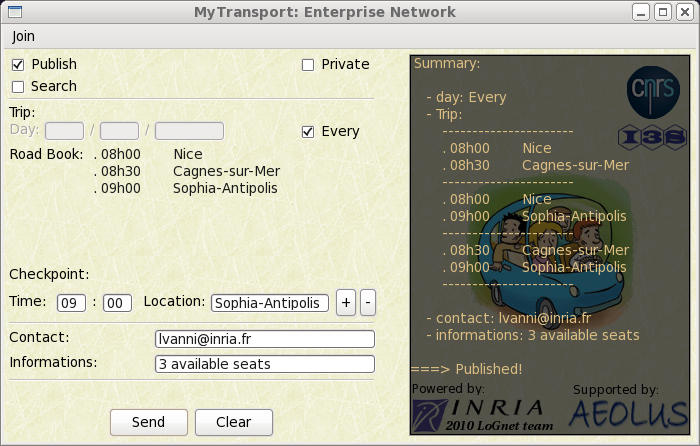 MyTransport: Enterprise Network
Join
Publish
Private
Search
Trip:
Day: / /
Every
Road Book: . 08h00 Nice
. 08h30 Cagnes-sur-Mer
. 09h00 Sophia-Antipolis
Checkpoint:
Time: 09 : 00 Location: Sophia-Antipolis + -
Contact: lvanni@inria.fr
Informations: 3 available seats
Send Clear
Summary:
- day: Every
- Trip:
-----------------------
. 08h00 Nice
. 08h30 Cagnes-sur-Mer
-----------------------
. 08h00 Nice
. 09h00 Sophia-Antipolis
-----------------------
. 08h30 Cagnes-sur-Mer
. 09h00 Sophia-Antipolis
-----------------------
- contact: lvanni@inria.fr
- informations: 3 available seats
===> Published!
cnrs
I3S
Powered by:
INRIA
2010 LoGnet team
Supported by:
AEOLUS